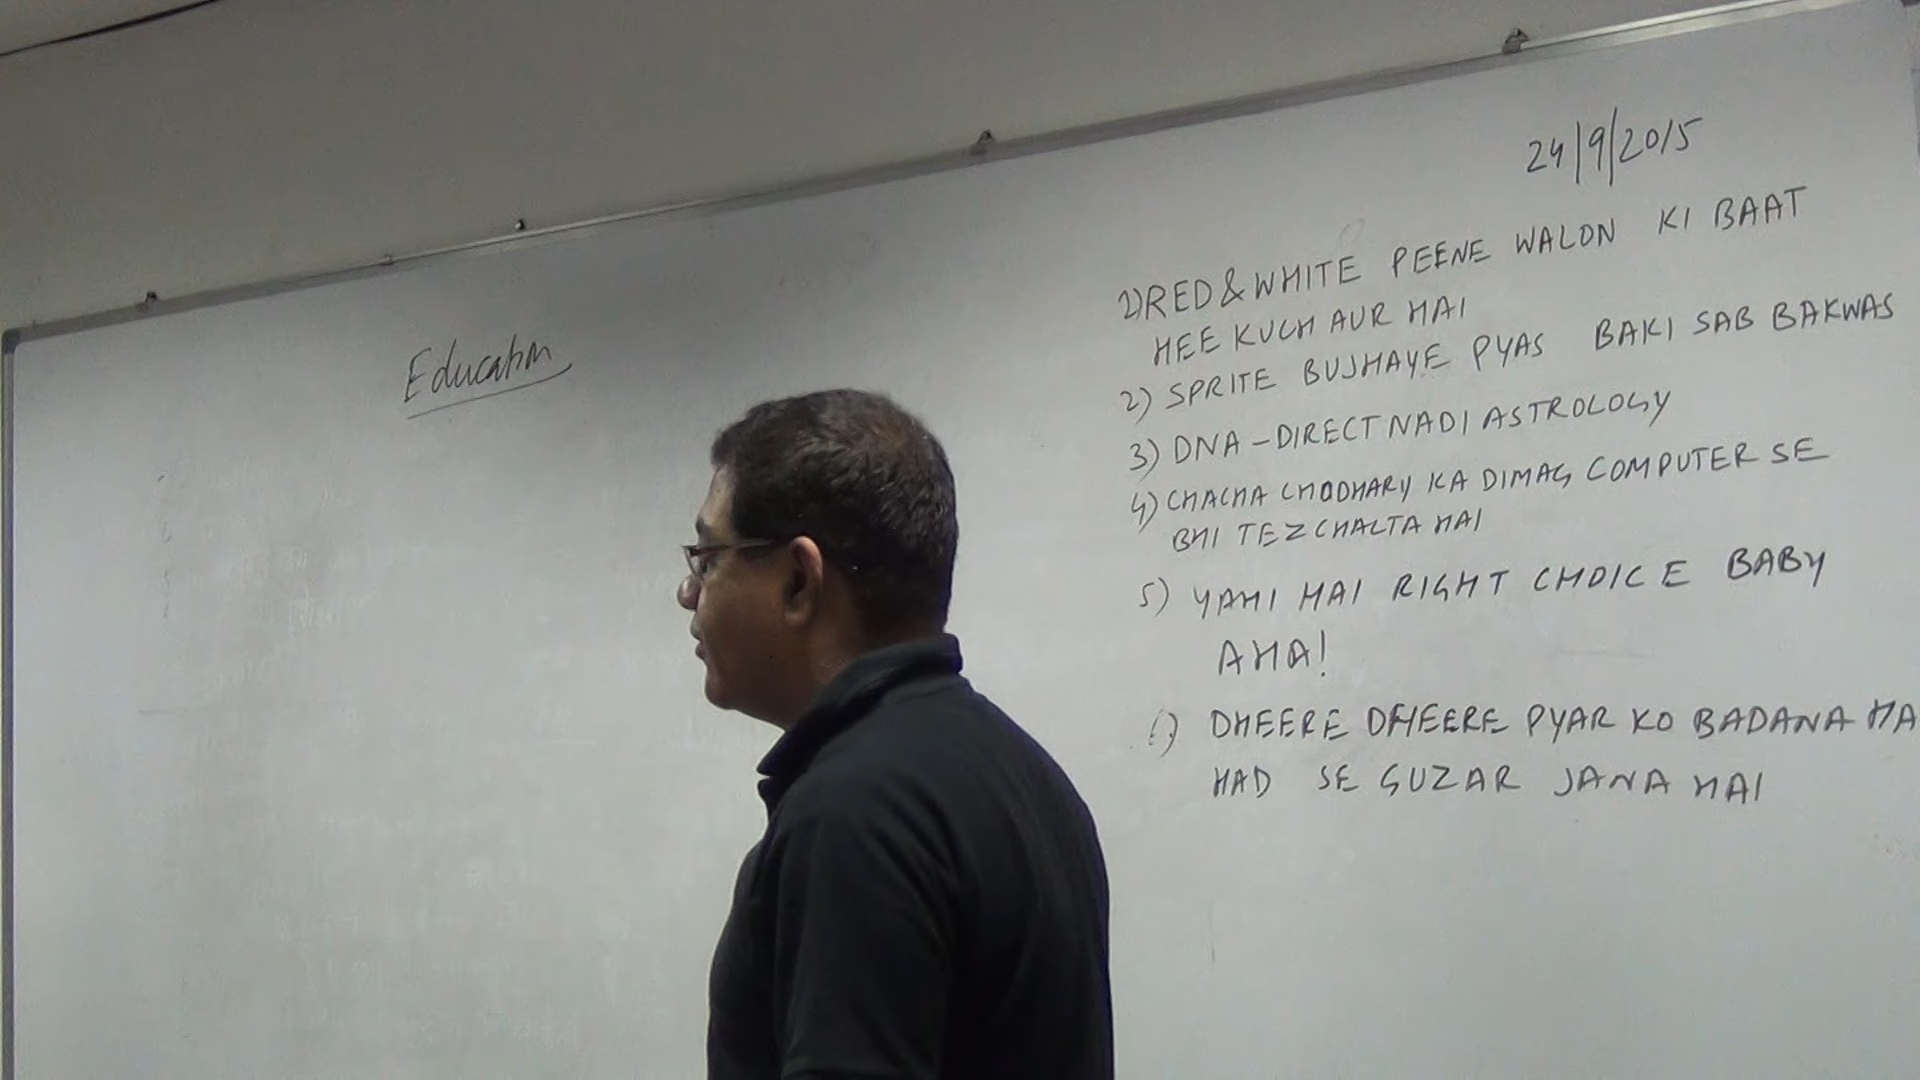 Education
24/9/2015
1) RED & WHITE PEENE WALON KI BAAT
HEE KUCH AUR HAI
2) SPRITE BUJHAYE PYAS BAKI SAB BAKWAS
3) DNA - DIRECT NADI ASTROLOGY
4) CHACHA CHODHARY KA DIMAG COMPUTER SE
BHI TEZ CHALTA HAI
5) YAHI HAI RIGHT CHOICE BABY
AHA!
6) DHEERE DHEERE PYAR KO BADANA HA
HAD SE GUZAR JANA HAI